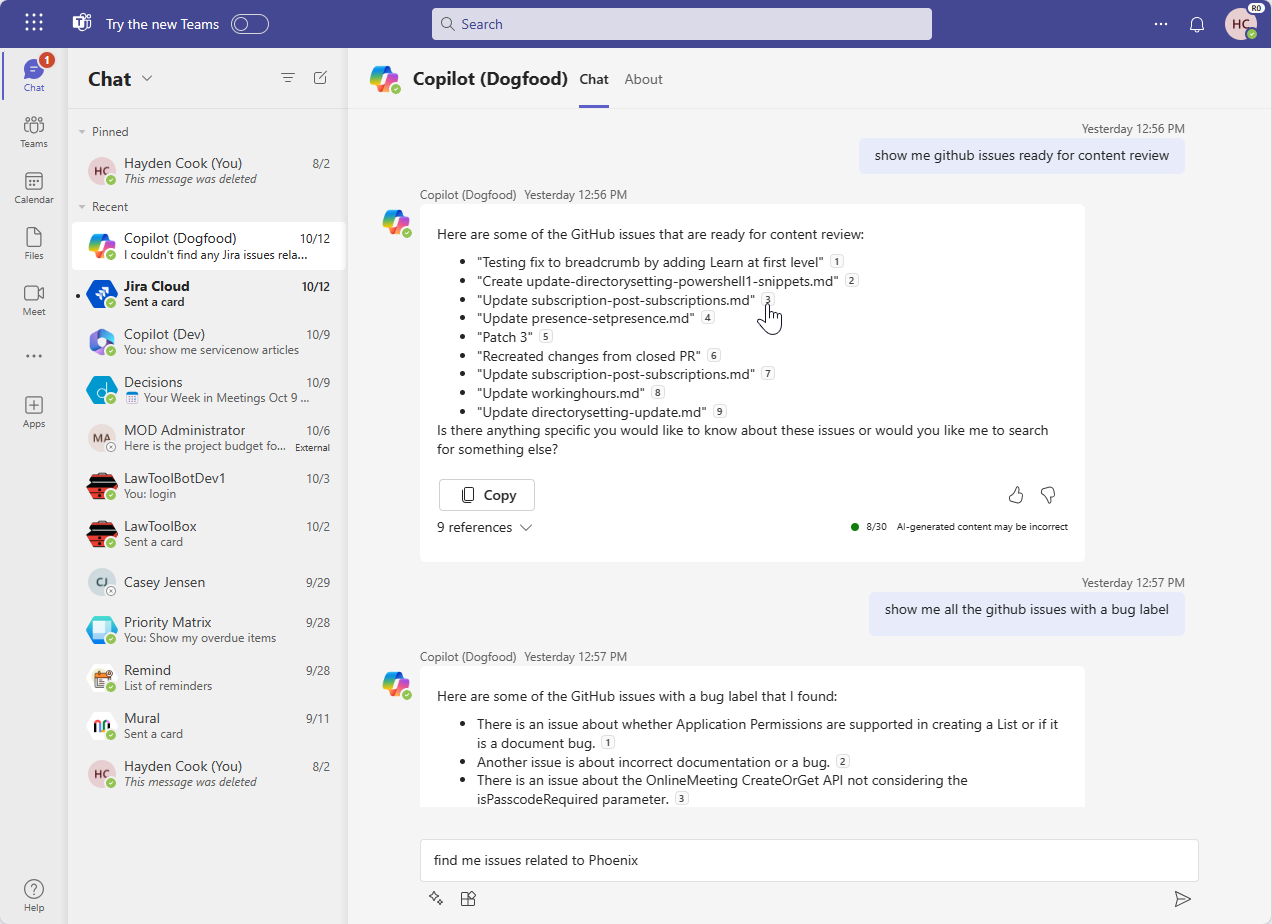 Try the new Teams
Search
HC
RO
1
Chat
Teams
Calendar
Files
Meet
Apps
Help
Chat
Pinned
HC
Hayden Cook (You)
8/2
This message was deleted
Recent
Copilot (Dogfood)
10/12
I couldn't find any Jira issues rela...
Jira Cloud
10/12
Sent a card
Copilot (Dev)
10/9
You: show me servicenow articles
Decisions
10/9
Your Week in Meetings Oct 9 ...
MA
MOD Administrator
10/6
Here is the project budget fo...
External
LawToolBotDev1
10/3
You: login
LawToolBox
10/2
Sent a card
CJ
Casey Jensen
9/29
Priority Matrix
9/28
You: Show my overdue items
Remind
9/28
List of reminders
Mural
9/11
Sent a card
HC
Hayden Cook (You)
8/2
This message was deleted
Copilot (Dogfood)
Chat
About
Yesterday 12:56 PM
show me github issues ready for content review
Copilot (Dogfood) Yesterday 12:56 PM
Here are some of the GitHub issues that are ready for content review:
• "Testing fix to breadcrumb by adding Learn at first level" 1
• "Create update-directorysetting-powershell1-snippets.md" 2
• "Update subscription-post-subscriptions.md" 3
• "Update presence-setpresence.md" 4
• "Patch 3" 5
• "Recreated changes from closed PR" 6
• "Update subscription-post-subscriptions.md" 7
• "Update workinghours.md" 8
• "Update directorysetting-update.md" 9
Is there anything specific you would like to know about these issues or would you like me to search
for something else?
Copy
9 references
8/30 AI-generated content may be incorrect
Yesterday 12:57 PM
show me all the github issues with a bug label
Copilot (Dogfood) Yesterday 12:57 PM
Here are some of the GitHub issues with a bug label that I found:
• There is an issue about whether Application Permissions are supported in creating a List or if it
is a document bug. 1
• Another issue is about incorrect documentation or a bug. 2
• There is an issue about the OnlineMeeting CreateOrGet API not considering the
isPasscodeRequired parameter. 3
find me issues related to Phoenix